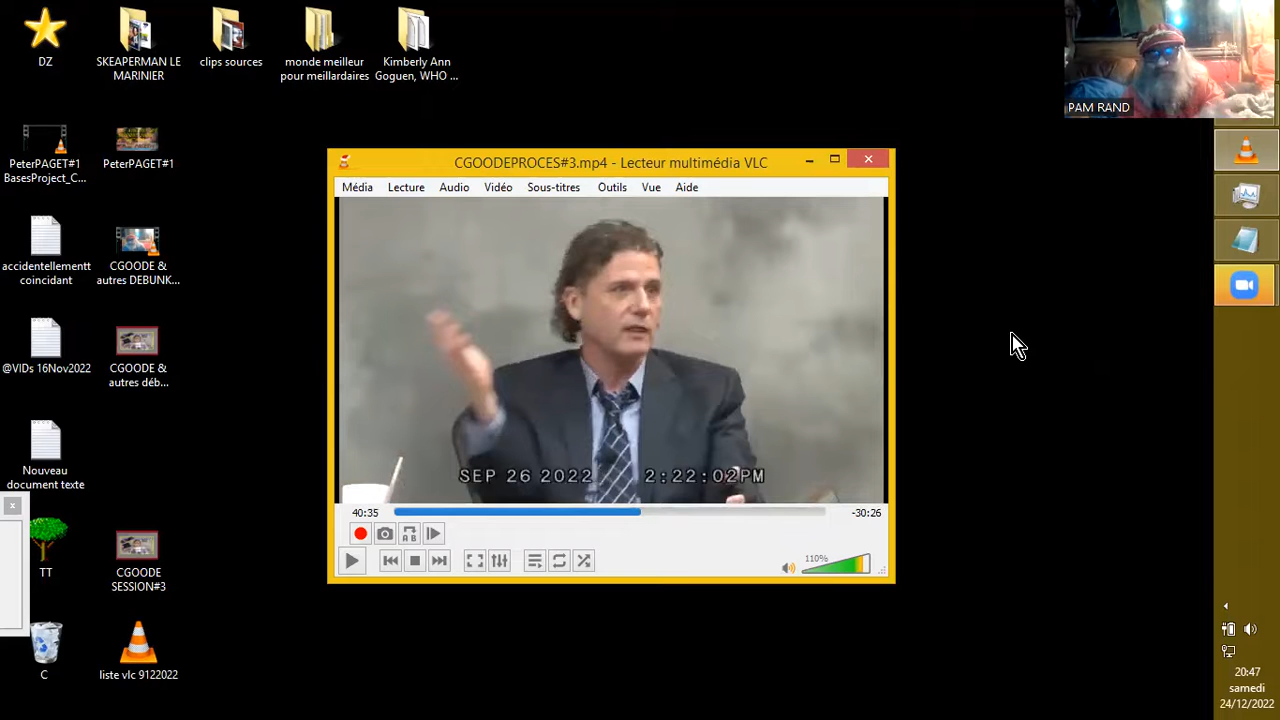 DZ
SKEAPERMAN LE
MARINIER
clips sources
monde meilleur
pour meillardaires
Kimberly Ann
Goguen, WHO ...
PAM RAND
PeterPAGET#1
BasesProject_C...
PeterPAGET#1
CGOODEPROCES#3.mp4 - Lecteur multimédia VLC
Média Lecture Audio Vidéo Sous-titres Outils Vue Aide
accidentellementt
coincidant
CGOODE &
autres DEBUNK...
@VIDs 16Nov2022
CGOODE &
autres déb...
Nouveau
document texte
SEP 26 2022 2:22:02PM
40:35
-30:26
A B
110%
x
TT
CGOODE
SESSION#3
C
liste vlc 9122022
20:47
samedi
24/12/2022